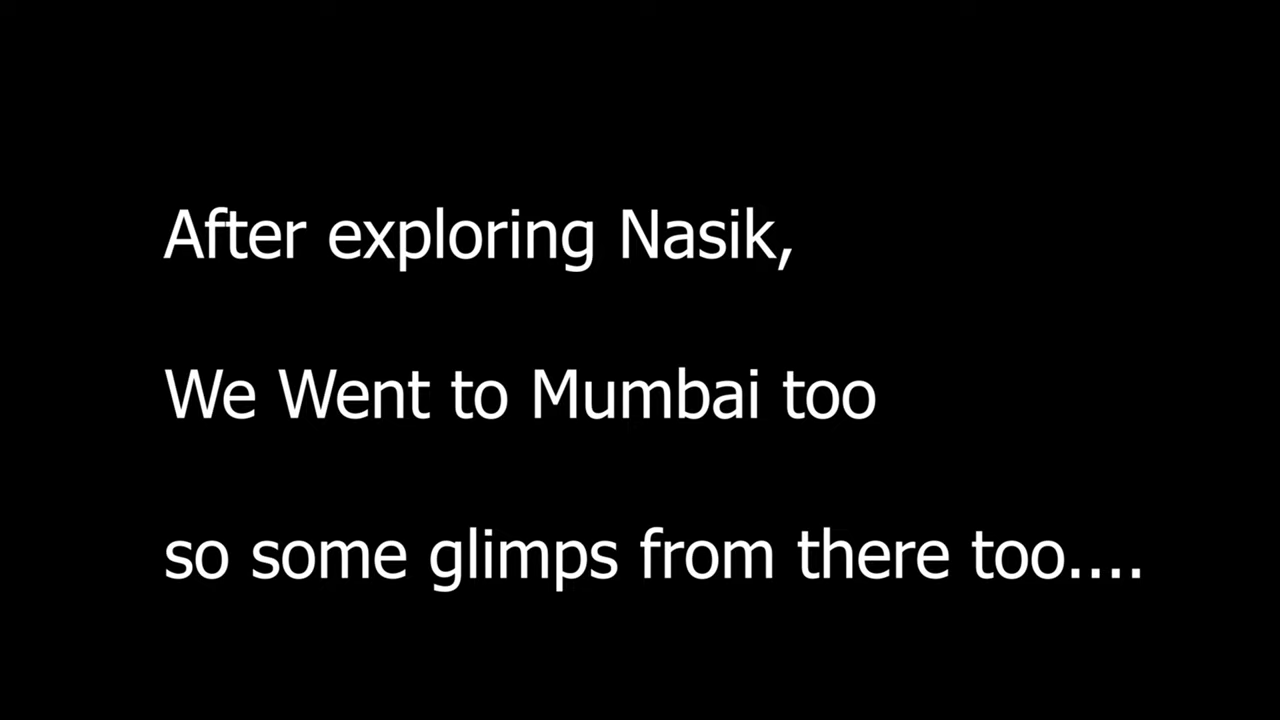 After exploring Nasik,
We Went to Mumbai too
so some glimps from there too....